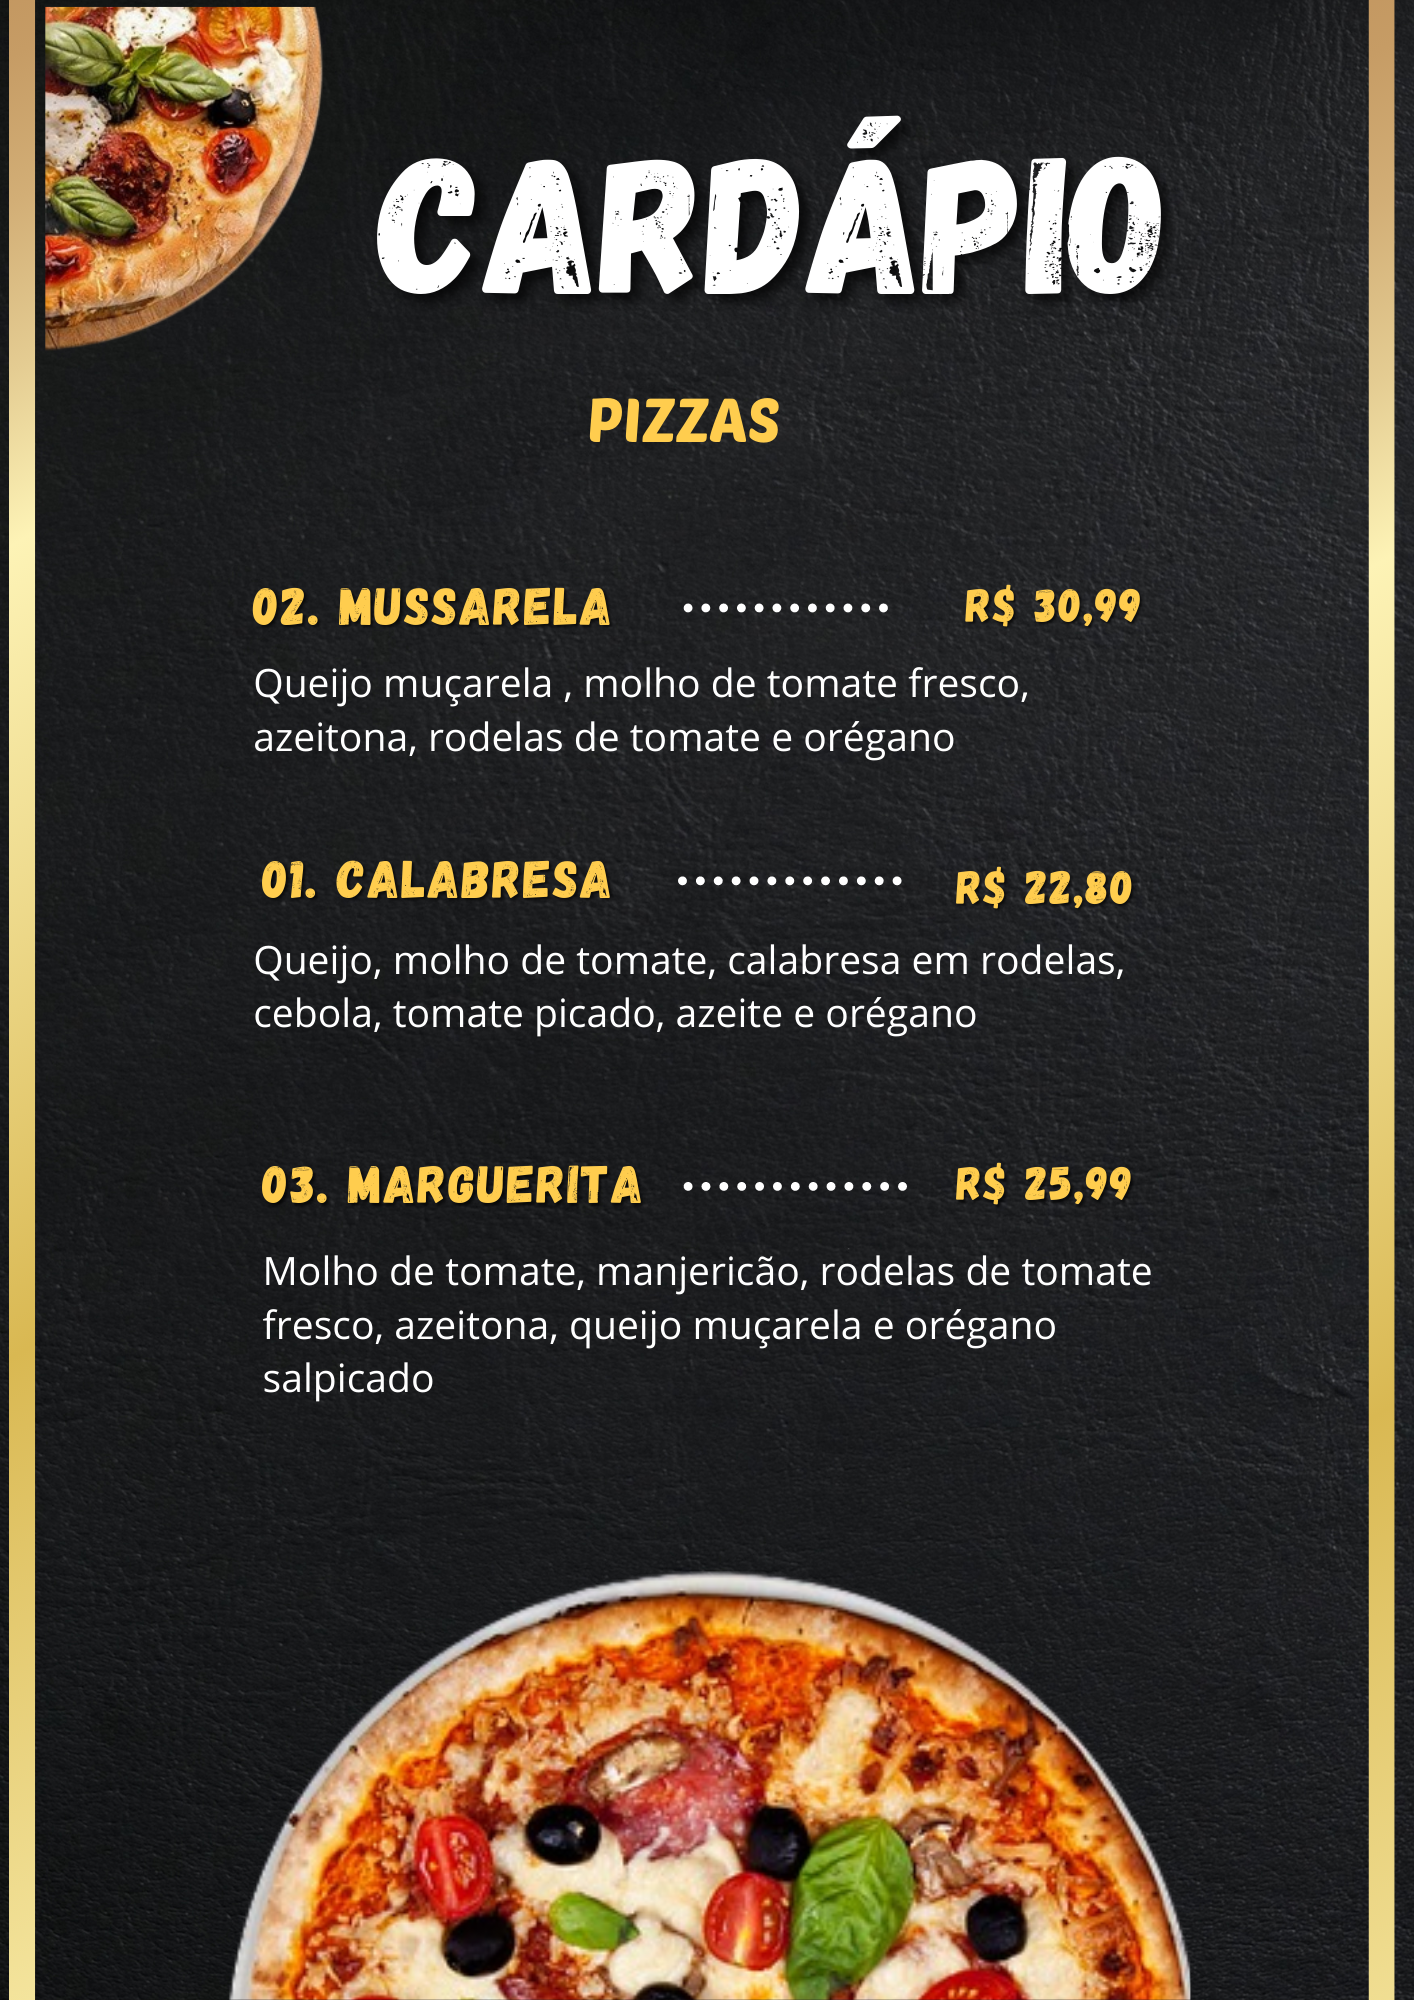 CARDÁPIO
PIZZAS
02. MUSSARELA ............ R$ 30,99
Queijo muçarela , molho de tomate fresco,
azeitona, rodelas de tomate e orégano
01. CALABRESA ............. R$ 22,80
Queijo, molho de tomate, calabresa em rodelas,
cebola, tomate picado, azeite e orégano
03. MARGUERITA ............. R$ 25,99
Molho de tomate, manjericão, rodelas de tomate
fresco, azeitona, queijo muçarela e orégano
salpicado